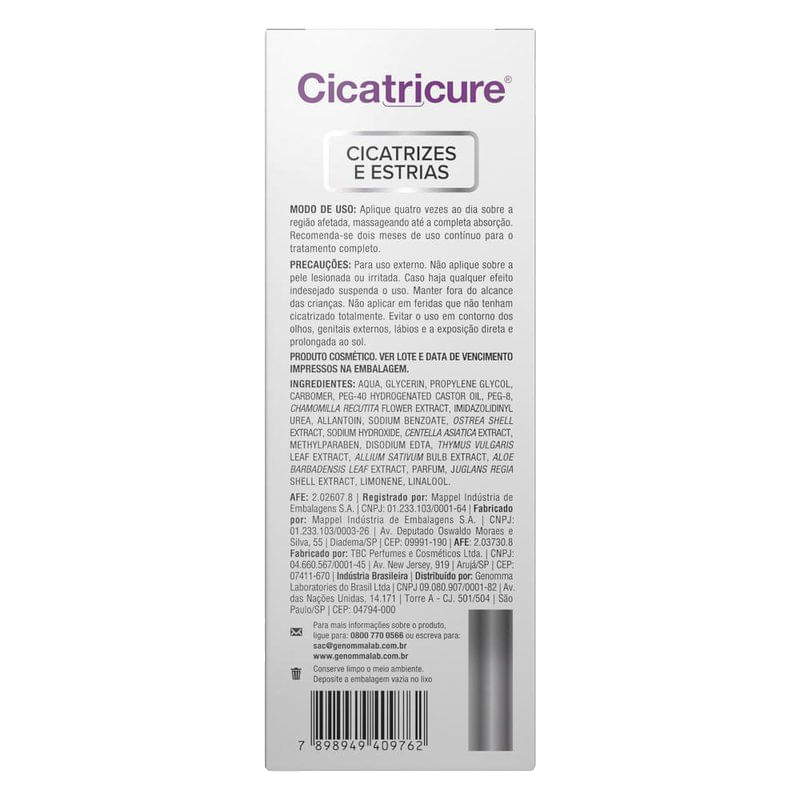 Cicatricure®
CICATRIZES
E ESTRIAS
MODO DE USO: Aplique quatro vezes ao dia sobre a
região afetada, massageando até a completa absorção.
Recomenda-se dois meses de uso contínuo para o
tratamento completo.
PRECAUÇÕES: Para uso externo. Não aplique sobre a
pele lesionada ou irritada. Caso haja qualquer efeito
indesejado suspenda o uso. Manter fora do alcance
das crianças. Não aplicar em feridas que não tenham
cicatrizado totalmente. Evitar o uso em contorno dos
olhos, genitais externos, lábios e a exposição direta e
prolongada ao sol.
PRODUTO COSMÉTICO. VER LOTE E DATA DE VENCIMENTO
IMPRESSOS NA EMBALAGEM.
INGREDIENTES: AQUA, GLYCERIN, PROPYLENE GLYCOL,
CARBOMER, PEG-40 HYDROGENATED CASTOR OIL, PEG-8,
CHAMOMILLA RECUTITA FLOWER EXTRACT, IMIDAZOLIDINYL
UREA, ALLANTOIN, SODIUM BENZOATE, OSTREA SHELL
EXTRACT, SODIUM HYDROXIDE, CENTELLA ASIATICA EXTRACT,
METHYLPARABEN, DISODIUM EDTA, THYMUS VULGARIS
LEAF EXTRACT, ALLIUM SATIVUM BULB EXTRACT, ALOE
BARBADENSIS LEAF EXTRACT, PARFUM, JUGLANS REGIA
SHELL EXTRACT, LIMONENE, LINALOOL.
AFE: 2.02607.8 | Registrado por: Mappel Indústria de
Embalagens S.A. | CNPJ: 01.233.103/0001-64 | Fabricado
por: Mappel Indústria de Embalagens S.A. | CNPJ:
01.233.103/0003-26 | Av. Deputado Oswaldo Moraes e
Silva, 55 | Diadema/SP | CEP: 09991-190 | AFE: 2.03730.8
Fabricado por: TBC Perfumes e Cosméticos Ltda. | CNPJ:
04.660.567/0001-45 | Av. New Jersey, 919 | Arujá/SP | CEP:
07411-670 | Indústria Brasileira | Distribuído por: Genomma
Laboratories do Brasil Ltda | CNPJ 09.080.907/0001-82 | Av.
das Nações Unidas, 14.171 | Torre A - CJ. 501/504 | São
Paulo/SP | CEP: 04794-000
Para mais informações sobre o produto,
ligue para: 0800 770 0566 ou escreva para:
sac@genommalab.com.br
www.genommalab.com.br
Conserve limpo o meio ambiente.
Deposite a embalagem vazia no lixo
7 898949 409762